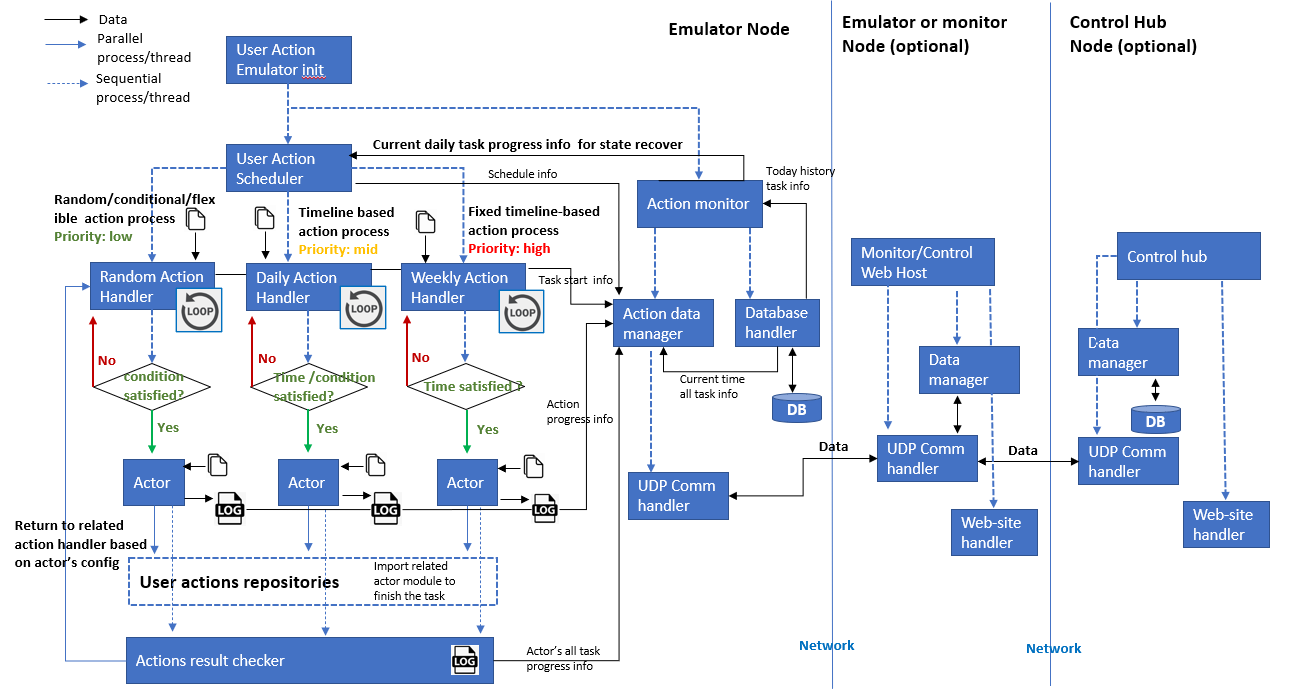 Data
Parallel
process/thread
Sequential
process/thread
User Action
Emulator init
Emulator Node
Emulator or monitor
Node (optional)
Control Hub
Node (optional)
Current daily task progress info  for state recover
User Action
Scheduler
Schedule info
Today history
task info
Action monitor
Random/conditional/flex
ible  action process
Priority: low
Timeline based
action process
Priority: mid
Fixed timeline-based
action process
Priority: high
Random Action
Handler
LOOP
Daily Action
Handler
LOOP
Weekly Action
Handler
LOOP
Task start  info
Action data
manager
Database
handler
Monitor/Control
Web Host
Control hub
No
No
No
condition
satisfied?
Time /condition
satisfied?
Time satisfied ?
Current time
all task info
DB
Data
manager
Data
manager
DB
Action
progress info
Yes
Yes
Yes
Data
UDP Comm
handler
Data
UDP Comm
handler
Actor
Actor
Actor
LOG
LOG
LOG
UDP Comm
handler
Web-site
handler
Web-site
handler
Return to related
action handler based
on actor's config
User actions repositories
Import related
actor module to
finish the task
Actions result checker
LOG
Actor's all task
progress info
Network
Network